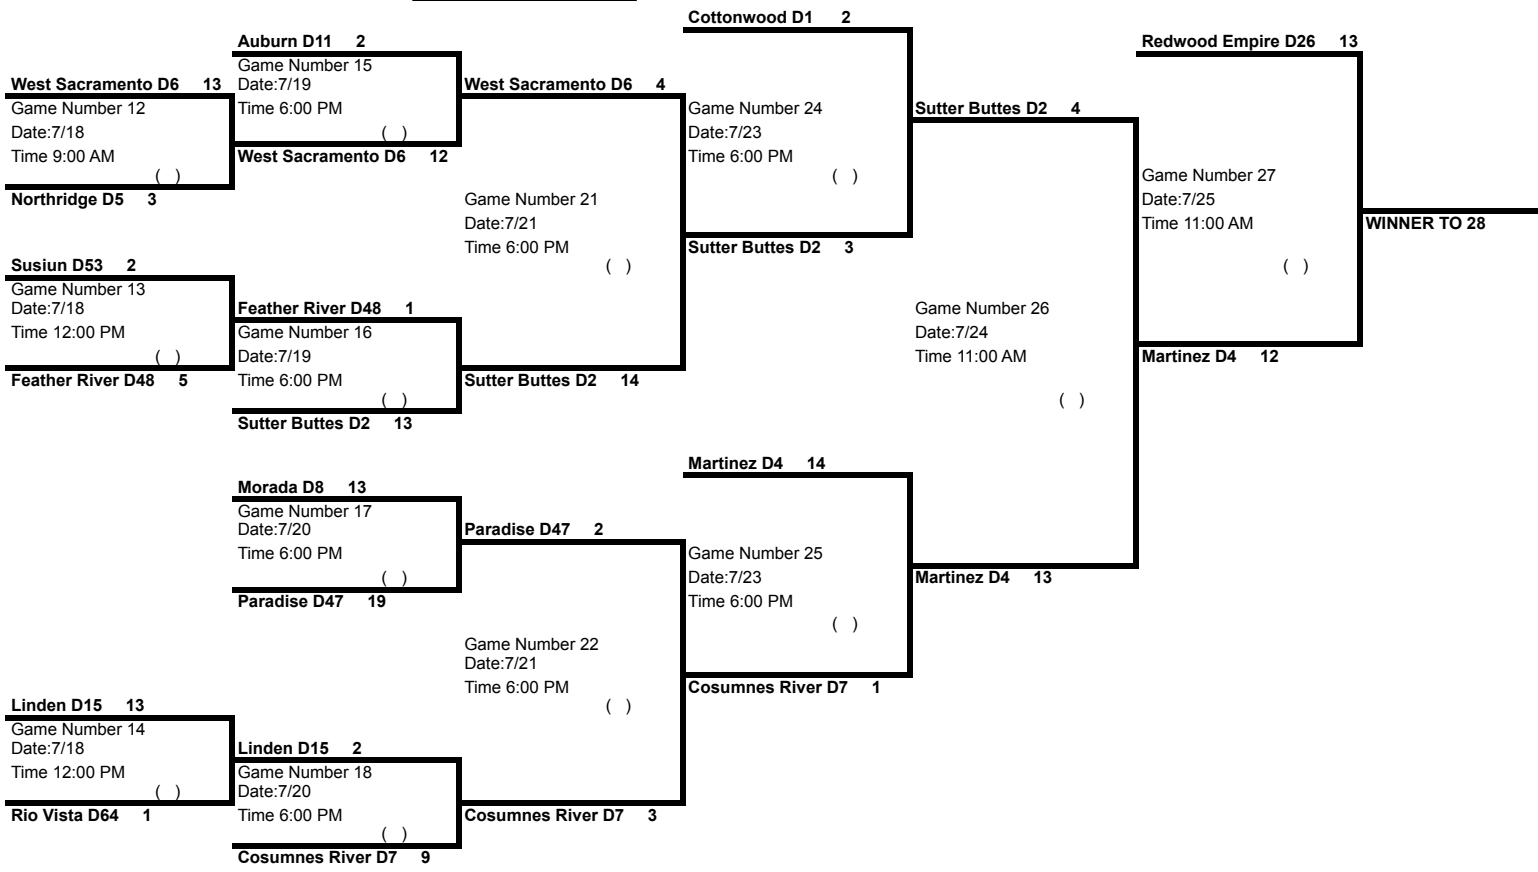 Cottonwood D1 2
Auburn D11 2
Redwood Empire D26 13
Game Number 15
West Sacramento D6 13
Date:7/19
West Sacramento D6 4
Game Number 12
Time 6:00 PM
Game Number 24
Sutter Buttes D2 4
Date:7/18
( )
Date:7/23
Time 9:00 AM
West Sacramento D6 12
Time 6:00 PM
( )
( )
Game Number 27
Northridge D5 3
Game Number 21
Date:7/25
Date:7/21
Time 11:00 AM
WINNER TO 28
Time 6:00 PM
Sutter Buttes D2 3
Susiun D53 2
( )
( )
Game Number 13
Date:7/18
Feather River D48 1
Game Number 26
Time 12:00 PM
Game Number 16
Date:7/24
( )
Date:7/19
Time 11:00 AM
Martinez D4 12
Feather River D48 5
Time 6:00 PM
Sutter Buttes D2 14
( )
( )
Sutter Buttes D2 13
Martinez D4 14
Morada D8 13
Game Number 17
Date:7/20
Paradise D47 2
Time 6:00 PM
Game Number 25
( )
Date:7/23
Martinez D4 13
Paradise D47 19
Time 6:00 PM
( )
Game Number 22
Date:7/21
Time 6:00 PM
Cosumnes River D7 1
Linden D15 13
( )
Game Number 14
Date:7/18
Linden D15 2
Time 12:00 PM
Game Number 18
( )
Date:7/20
Rio Vista D64 1
Time 6:00 PM
Cosumnes River D7 3
( )
Cosumnes River D7 9